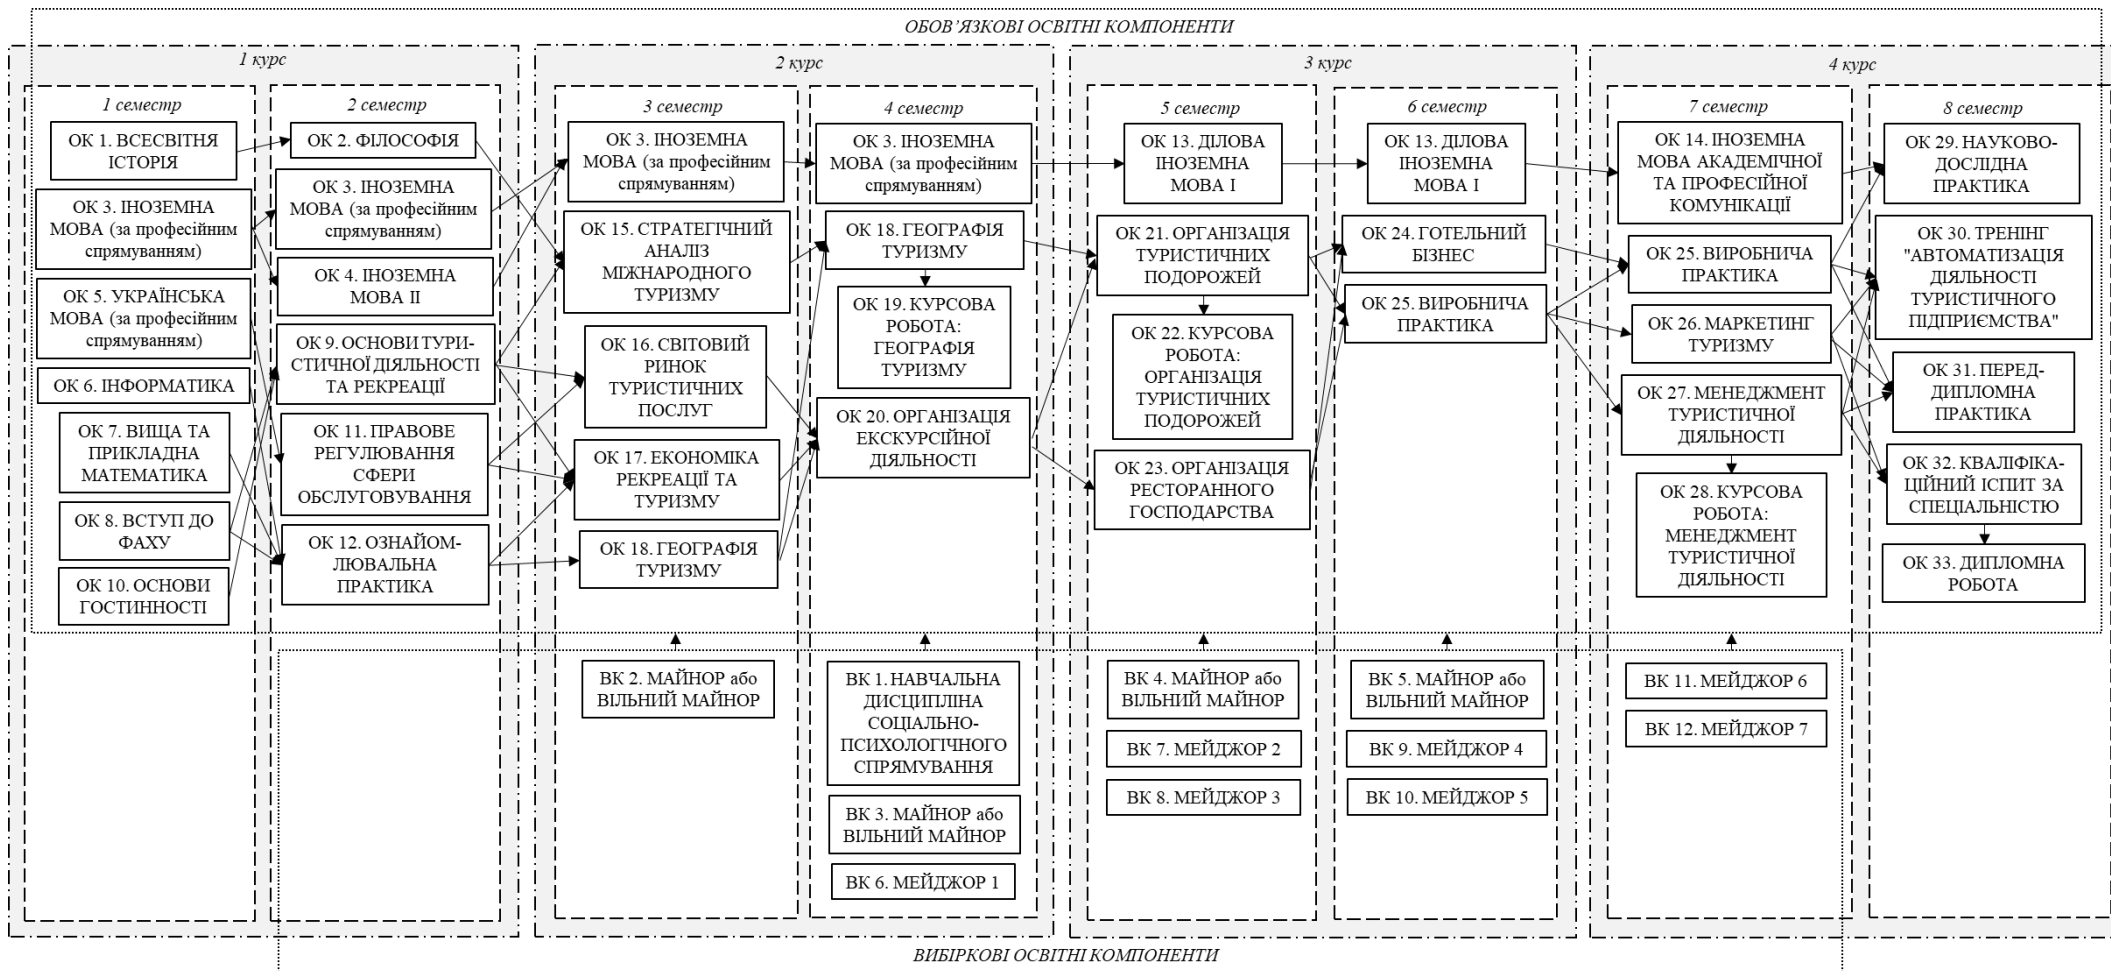 ОБОВ’ЯЗКОВІ ОСВІТНІ КОМПОНЕНТИ
1 курс
1 семестр
ОК 1. ВСЕСВІТНЯ
ІСТОРІЯ
ОК 3. ІНОЗЕМНА
МОВА (за професійним
спрямуванням)
ОК 5. УКРАЇНСЬКА
МОВА (за професійним
спрямуванням)
ОК 6. ІНФОРМАТИКА
ОК 7. ВИЩА ТА
ПРИКЛАДНА
МАТЕМАТИКА
ОК 8. ВСТУП ДО
ФАХУ
ОК 10. ОСНОВИ
ГОСТИННОСТІ
2 семестр
ОК 2. ФІЛОСОФІЯ
ОК 3. ІНОЗЕМНА
МОВА (за професійним
спрямуванням)
ОК 4. ІНОЗЕМНА
МОВА ІІ
ОК 9. ОСНОВИ ТУРИ-
СТИЧНОЇ ДІЯЛЬНОСТІ
ТА РЕКРЕАЦІЇ
ОК 11. ПРАВОВЕ
РЕГУЛЮВАННЯ
СФЕРИ
ОБСЛУГОВУВАННЯ
ОК 12. ОЗНАЙОМ-
ЛЮВАЛЬНА
ПРАКТИКА
2 курс
3 семестр
ОК 3. ІНОЗЕМНА
МОВА (за професійним
спрямуванням)
ОК 15. СТРАТЕГІЧНИЙ
АНАЛІЗ
МІЖНАРОДНОГО
ТУРИЗМУ
ОК 16. СВІТОВИЙ
РИНОК
ТУРИСТИЧНИХ
ПОСЛУГ
ОК 17. ЕКОНОМІКА
РЕКРЕАЦІЇ ТА
ТУРИЗМУ
ОК 18. ГЕОГРАФІЯ
ТУРИЗМУ
ВК 2. МАЙНОР або
ВІЛЬНИЙ МАЙНОР
4 семестр
ОК 3. ІНОЗЕМНА
МОВА (за професійним
спрямуванням)
ОК 18. ГЕОГРАФІЯ
ТУРИЗМУ
ОК 19. КУРСОВА
РОБОТА:
ГЕОГРАФІЯ
ТУРИЗМУ
ОК 20. ОРГАНІЗАЦІЯ
ЕКСКУРСІЙНОЇ
ДІЯЛЬНОСТІ
ВК 1. НАВЧАЛЬНА
ДИСЦИПЛІНА
СОЦІАЛЬНО-
ПСИХОЛОГІЧНОГО
СПРЯМУВАННЯ
ВК 3. МАЙНОР або
ВІЛЬНИЙ МАЙНОР
ВК 6. МЕЙДЖОР 1
3 курс
5 семестр
ОК 13. ДІЛОВА
ІНОЗЕМНА
МОВА І
ОК 21. ОРГАНІЗАЦІЯ
ТУРИСТИЧНИХ
ПОДОРОЖЕЙ
ОК 22. КУРСОВА
РОБОТА:
ОРГАНІЗАЦІЯ
ТУРИСТИЧНИХ
ПОДОРОЖЕЙ
ОК 23. ОРГАНІЗАЦІЯ
РЕСТОРАННОГО
ГОСПОДАРСТВА
ВК 4. МАЙНОР або
ВІЛЬНИЙ МАЙНОР
ВК 7. МЕЙДЖОР 2
ВК 8. МЕЙДЖОР 3
6 семестр
ОК 13. ДІЛОВА
ІНОЗЕМНА
МОВА І
ОК 24. ГОТЕЛЬНИЙ
БІЗНЕС
ОК 25. ВИРОБНИЧА
ПРАКТИКА
ВК 5. МАЙНОР або
ВІЛЬНИЙ МАЙНОР
ВК 9. МЕЙДЖОР 4
ВК 10. МЕЙДЖОР 5
4 курс
7 семестр
ОК 14. ІНОЗЕМНА
МОВА АКАДЕМІЧНОЇ
ТА ПРОФЕСІЙНОЇ
КОМУНІКАЦІЇ
ОК 25. ВИРОБНИЧА
ПРАКТИКА
ОК 26. МАРКЕТИНГ
ТУРИЗМУ
ОК 27. МЕНЕДЖМЕНТ
ТУРИСТИЧНОЇ
ДІЯЛЬНОСТІ
ОК 28. КУРСОВА
РОБОТА:
МЕНЕДЖМЕНТ
ТУРИСТИЧНОЇ
ДІЯЛЬНОСТІ
ВК 11. МЕЙДЖОР 6
ВК 12. МЕЙДЖОР 7
8 семестр
ОК 29. НАУКОВО-
ДОСЛІДНА
ПРАКТИКА
ОК 30. ТРЕНІНГ
"АВТОМАТИЗАЦІЯ
ДІЯЛЬНОСТІ
ТУРИСТИЧНОГО
ПІДПРИЄМСТВА"
ОК 31. ПЕРЕД-
ДИПЛОМНА
ПРАКТИКА
ОК 32. КВАЛІФІКА-
ЦІЙНИЙ ІСПИТ ЗА
СПЕЦІАЛЬНІСТЮ
ОК 33. ДИПЛОМНА
РОБОТА
ВИБІРКОВІ ОСВІТНІ КОМПОНЕНТИ